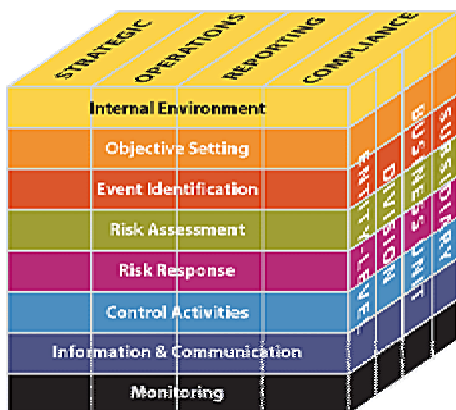 STRATEGIC
OPERATIONS
REPORTING
COMPLIANCE
Internal Environment
Objective Setting
Event Identification
Risk Assessment
Risk Response
Control Activities
Information & Communication
Monitoring
ENTITY-LEVEL
DIVISION
BUSINESS UNIT
SUBSIDIARY